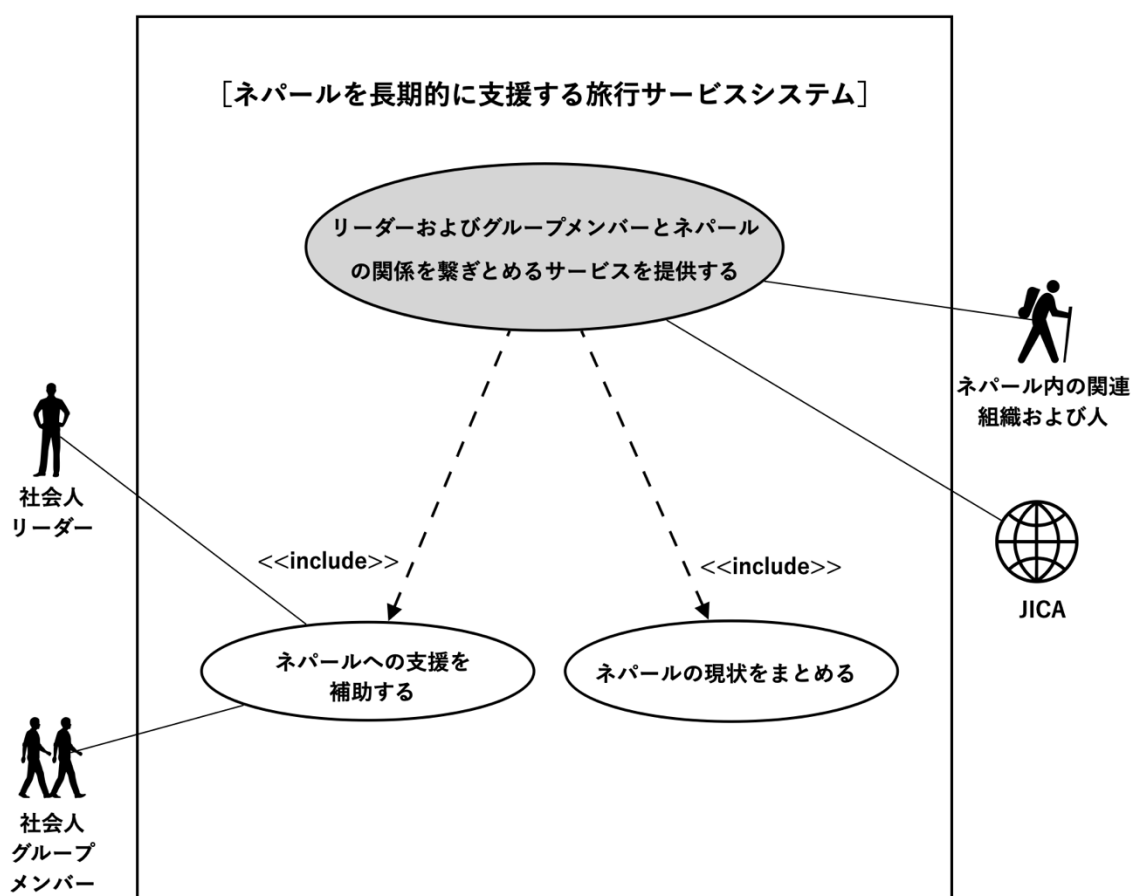 ［ネパールを長期的に支援する旅行サービスシステム］
リーダーおよびグループメンバーとネパール
の関係を繋ぎとめるサービスを提供する
ネパール内の関連
組織および人
社会人
リーダー
<<include>>
<<include>>
JICA
ネパールへの支援を
補助する
ネパールの現状をまとめる
社会人
グループ
メンバー